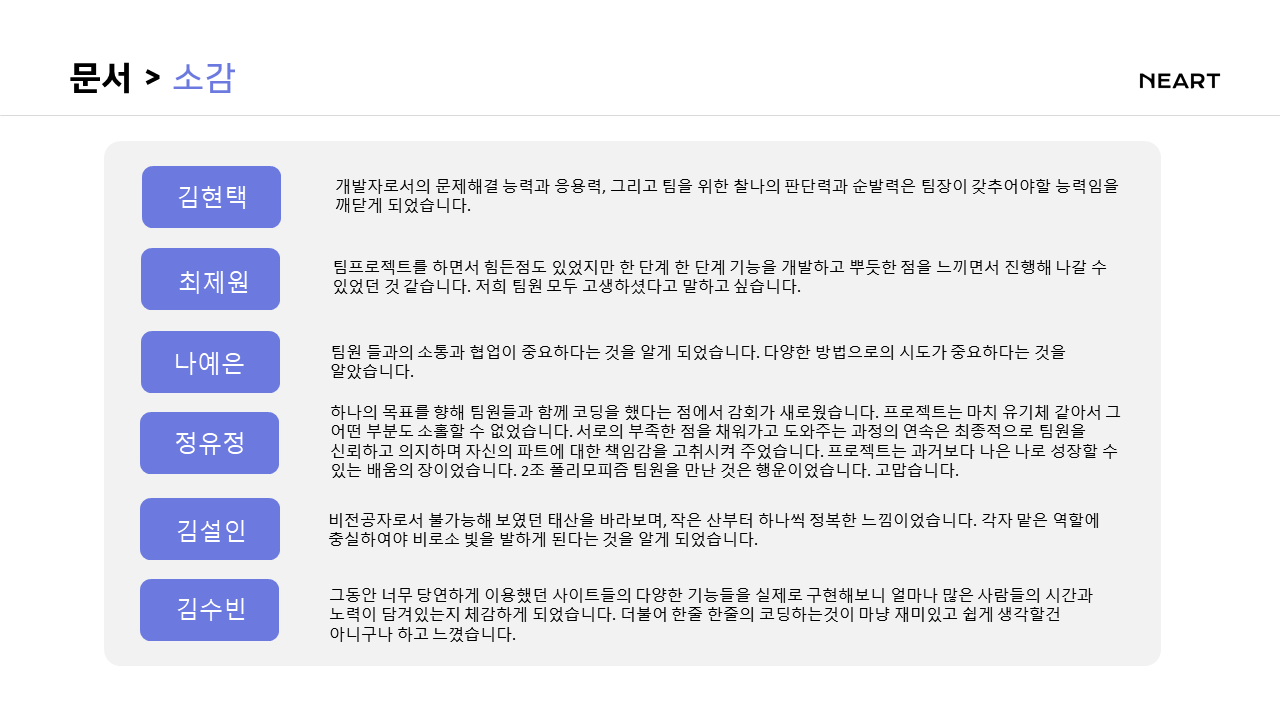 문서 > 소감
NEART
김현택
개발자로서의 문제해결 능력과 응용력, 그리고 팀을 위한 찰나의 판단력과 순발력은 팀장이 갖추어야할 능력임을
깨닫게 되었습니다.
최제원
팀프로젝트를 하면서 힘든점도 있었지만 한 단계 한 단계 기능을 개발하고 뿌듯한 점을 느끼면서 진행해 나갈 수
있었던 것 같습니다. 저희 팀원 모두 고생하셨다고 말하고 싶습니다.
나예은
팀원 들과의 소통과 협업이 중요하다는 것을 알게 되었습니다. 다양한 방법으로의 시도가 중요하다는 것을
알았습니다.
정유정
하나의 목표를 향해 팀원들과 함께 코딩을 했다는 점에서 감회가 새로웠습니다. 프로젝트는 마치 유기체 같아서 그
어떤 부분도 소홀할 수 없었습니다. 서로의 부족한 점을 채워가고 도와주는 과정의 연속은 최종적으로 팀원을
신뢰하고 의지하며 자신의 파트에 대한 책임감을 고취시켜 주었습니다. 프로젝트는 과거보다 나은 나로 성장할 수
있는 배움의 장이었습니다. 2조 폴리모피즘 팀원을 만난 것은 행운이었습니다. 고맙습니다.
김설인
비전공자로서 불가능해 보였던 태산을 바라보며, 작은 산부터 하나씩 정복한 느낌이었습니다. 각자 맡은 역할에
충실하여야 비로소 빛을 발하게 된다는 것을 알게 되었습니다.
김수빈
그동안 너무 당연하게 이용했던 사이트들의 다양한 기능들을 실제로 구현해보니 얼마나 많은 사람들의 시간과
노력이 담겨있는지 체감하게 되었습니다. 더불어 한줄 한줄의 코딩하는것이 마냥 재미있고 쉽게 생각할건
아니구나 하고 느꼈습니다.